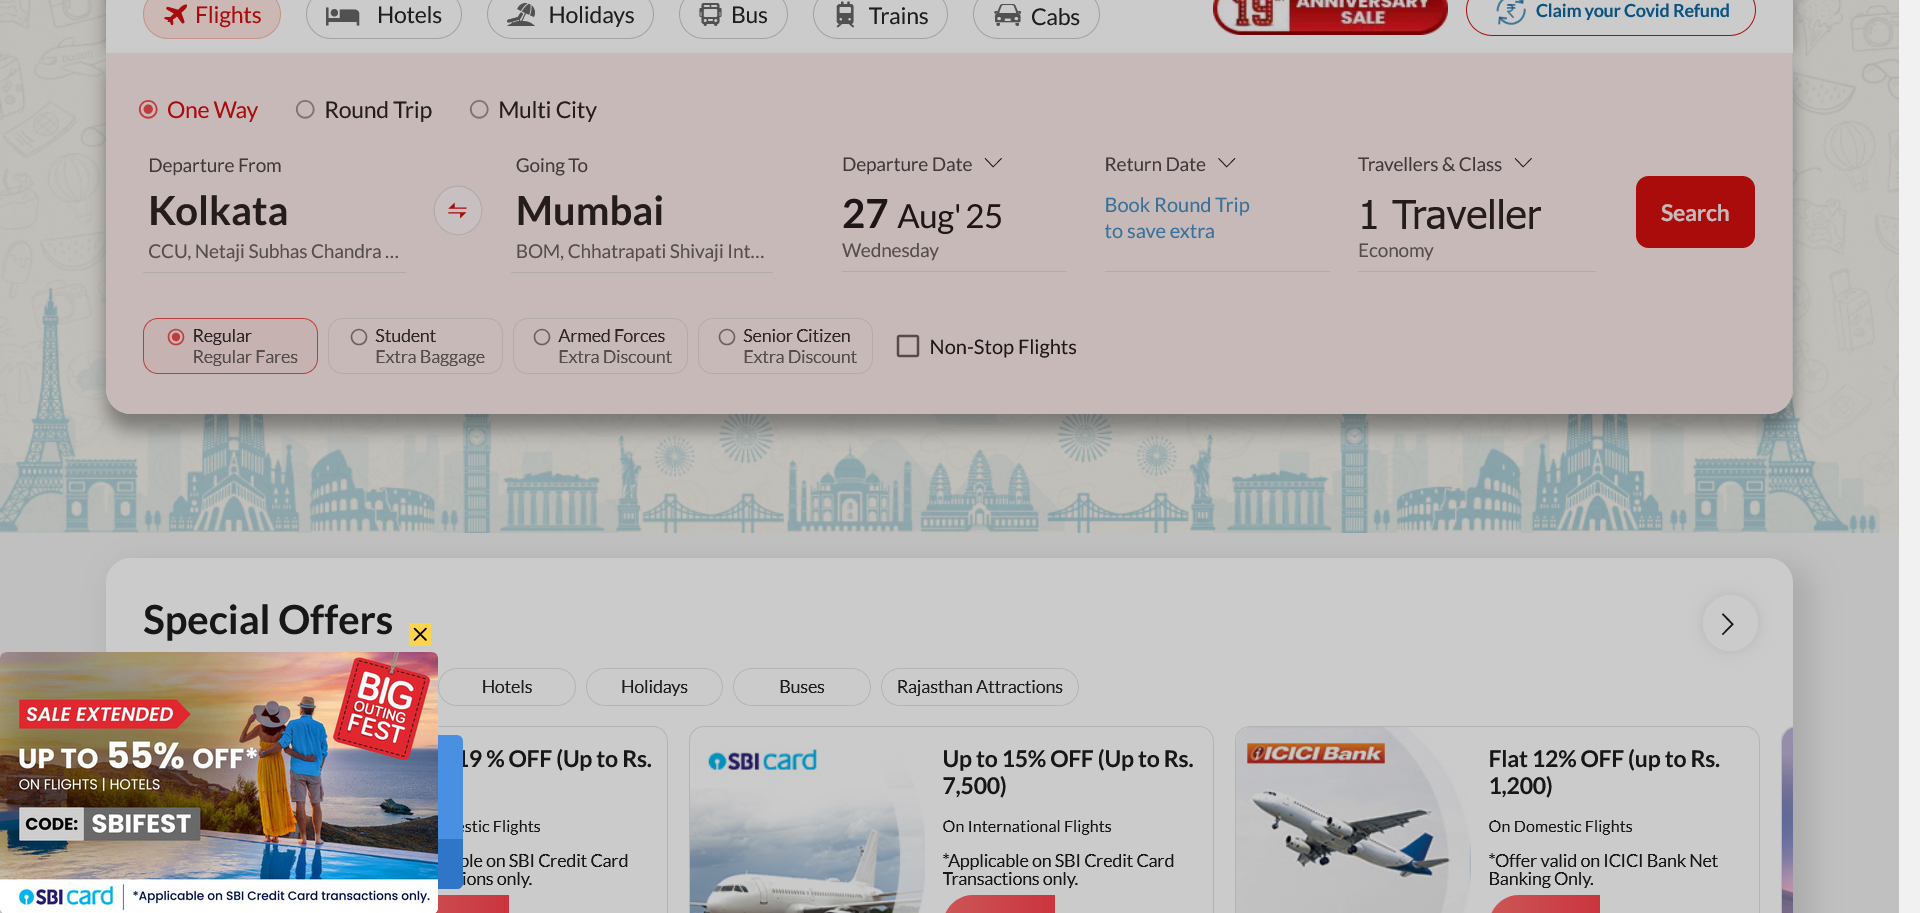 Flights
Hotels
Holidays
Bus
Trains
Cabs
19th ANNIVERSARY SALE
Claim your Covid Refund
One Way
Round Trip
Multi City
Departure From
Kolkata
CCU, Netaji Subhas Chandra ...
Going To
Mumbai
BOM, Chhatrapati Shivaji Int...
Departure Date
27 Aug' 25
Wednesday
Return Date
Book Round Trip
to save extra
Travellers & Class
1 Traveller
Economy
Search
Regular
Regular Fares
Student
Extra Baggage
Armed Forces
Extra Discount
Senior Citizen
Extra Discount
Non-Stop Flights
Special Offers
Hotels
Holidays
Buses
Rajasthan Attractions
BIG
OUTING
FEST
SALE EXTENDED
UP TO 55% OFF*
ON FLIGHTS | HOTELS
CODE: SBIFEST
SBI card
*Applicable on SBI Credit Card transactions only.
19 % OFF (Up to Rs.
stic Flights
ble on SBI Credit Card
ions only.
SBI card
Up to 15% OFF (Up to Rs.
7,500)
On International Flights
*Applicable on SBI Credit Card
Transactions only.
ICICI Bank
Flat 12% OFF (up to Rs.
1,200)
On Domestic Flights
*Offer valid on ICICI Bank Net
Banking Only.